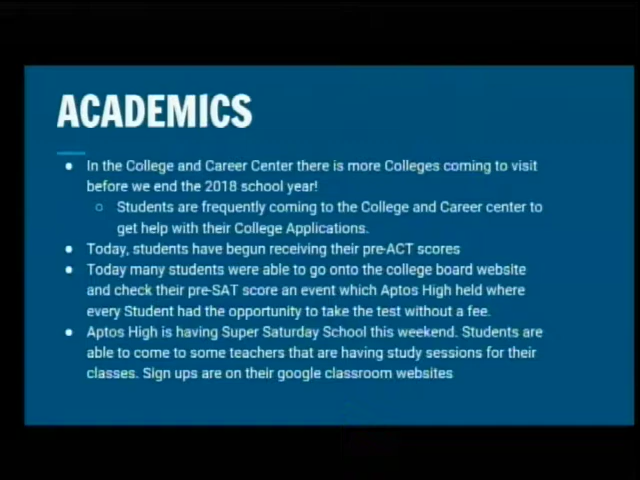 ACADEMICS
● In the College and Career Center there is more Colleges coming to visit
before we end the 2018 school year!
○ Students are frequently coming to the College and Career center to
get help with their College Applications.
● Today, students have begun receiving their pre-ACT scores
● Today many students were able to go onto the college board website
and check their pre-SAT score an event which Aptos High held where
every Student had the opportunity to take the test without a fee.
● Aptos High is having Super Saturday School this weekend. Students are
able to come to some teachers that are having study sessions for their
classes. Sign ups are on their google classroom websites